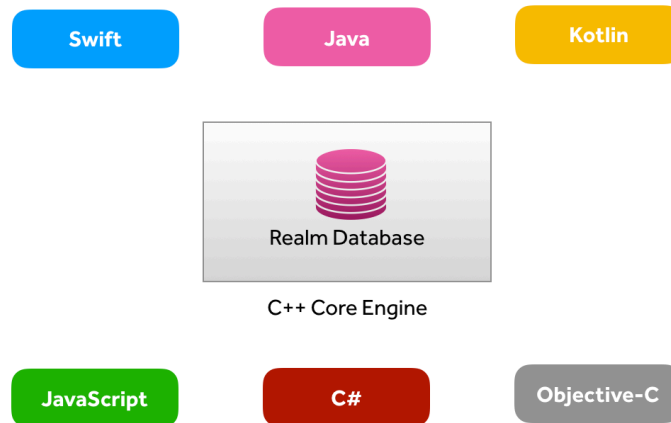 Swift
Java
Kotlin
Realm Database
C++ Core Engine
JavaScript
C#
Objective-C